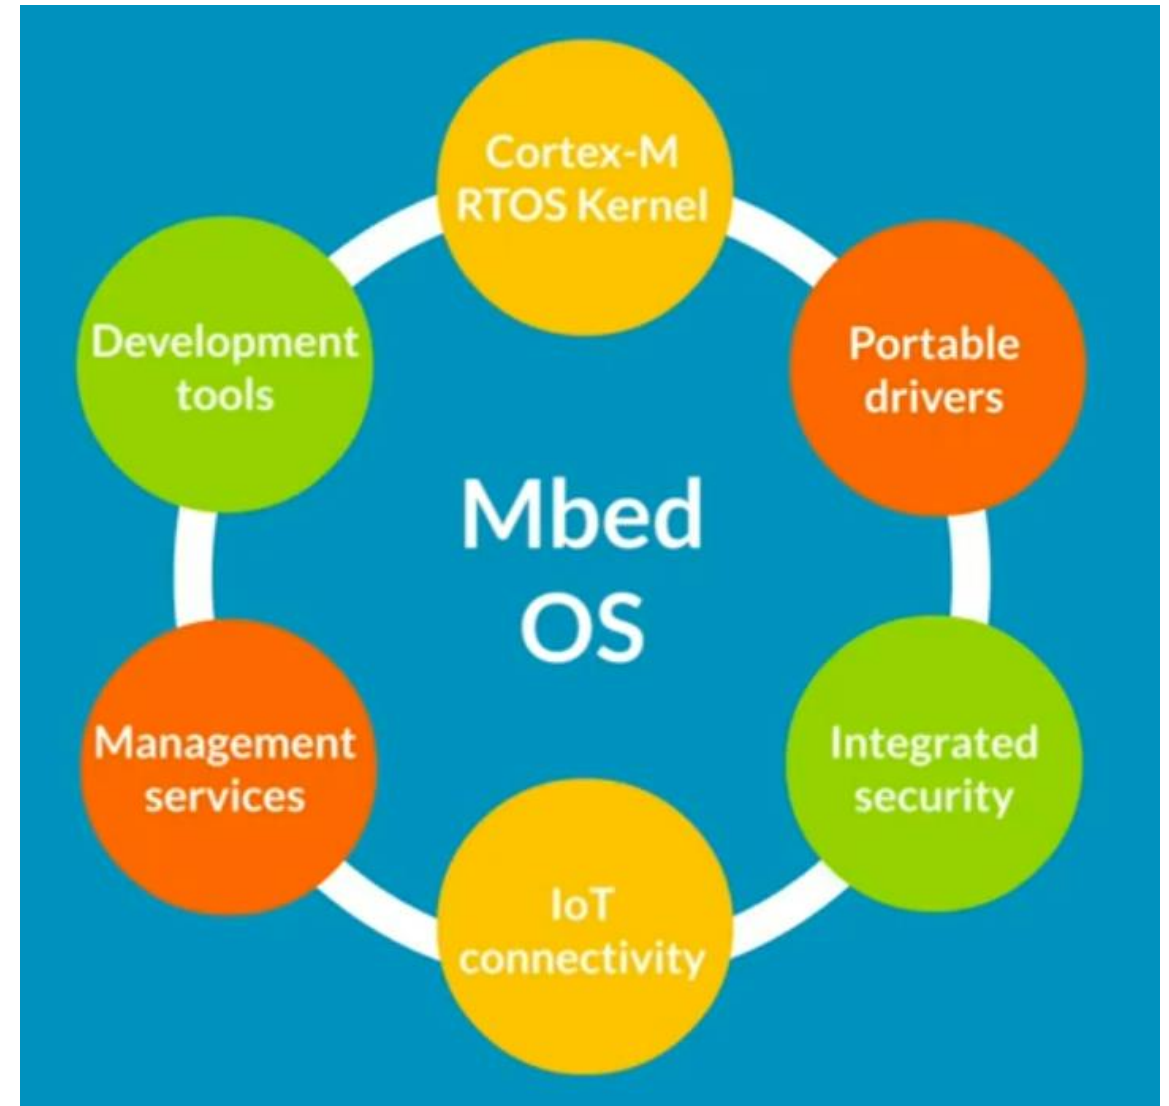 Cortex-M
RTOS Kernel
Portable
drivers
Integrated
security
IoT
connectivity
Management
services
Development
tools
Mbed
OS